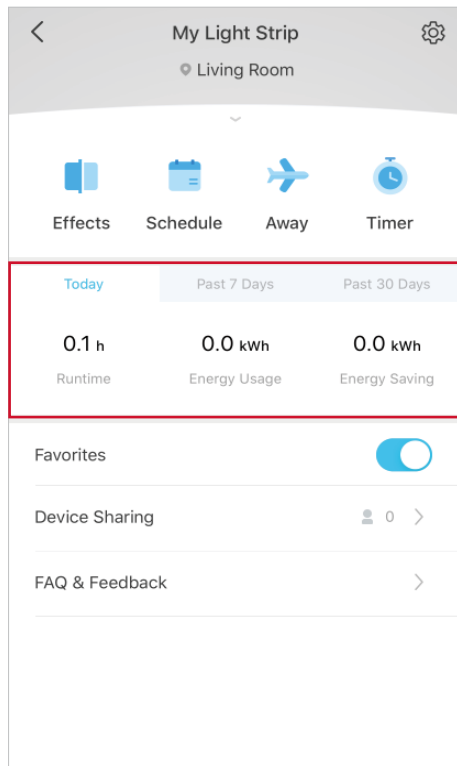 My Light Strip
Living Room
Effects Schedule Away Timer
Today Past 7 Days Past 30 Days
0.1 h 0.0 kWh 0.0 kWh
Runtime Energy Usage Energy Saving
Favorites
Device Sharing 0
FAQ & Feedback